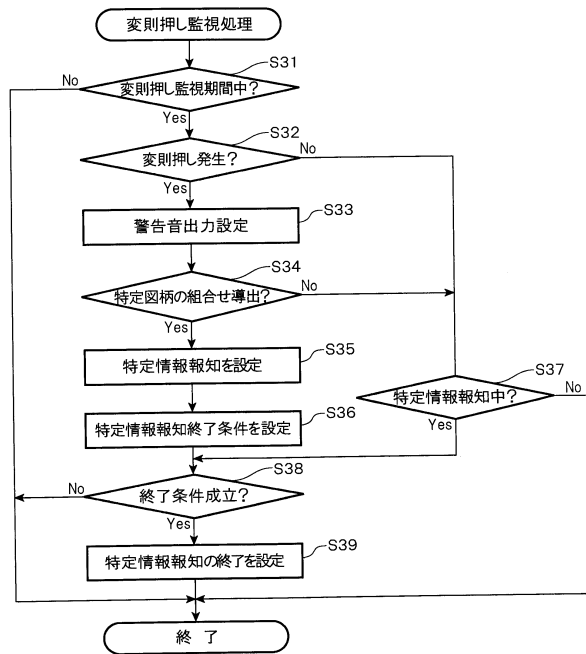 変則押し監視処理
S31
変則押し監視期間中?
No
Yes
S32
変則押し発生?
No
Yes
S33
警告音出力設定
S34
特定図柄の組合せ導出?
No
Yes
S35
特定情報報知を設定
S37
特定情報報知中?
No
Yes
S36
特定情報報知終了条件を設定
S38
終了条件成立?
No
Yes
S39
特定情報報知の終了を設定
終 了